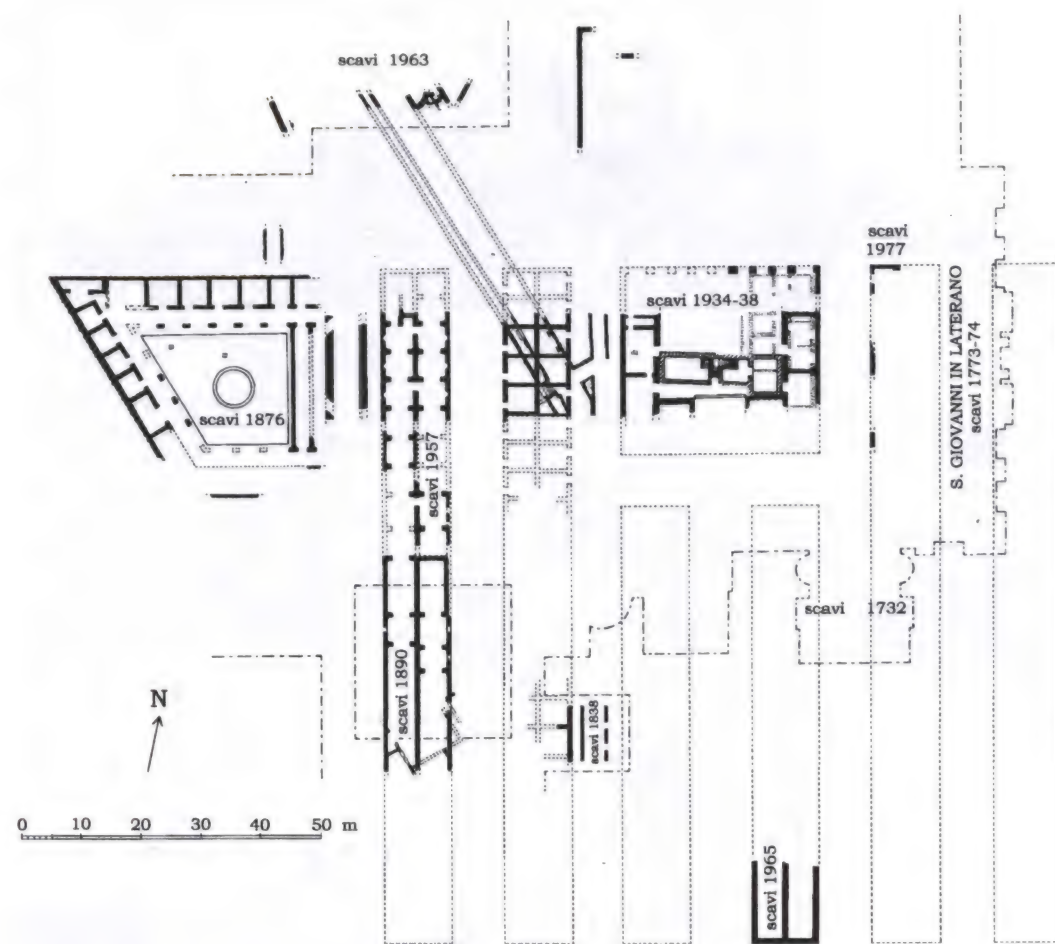 scavi 1963
scavi
1977
scavi 1934-38
S. GIOVANNI IN LATERANO
scavi 1773-74
scavi 1876
scavi 1957
scavi 1732
scavi 1890
scavi 1838
N
0 10 20 30 40 50 m
scavi 1965